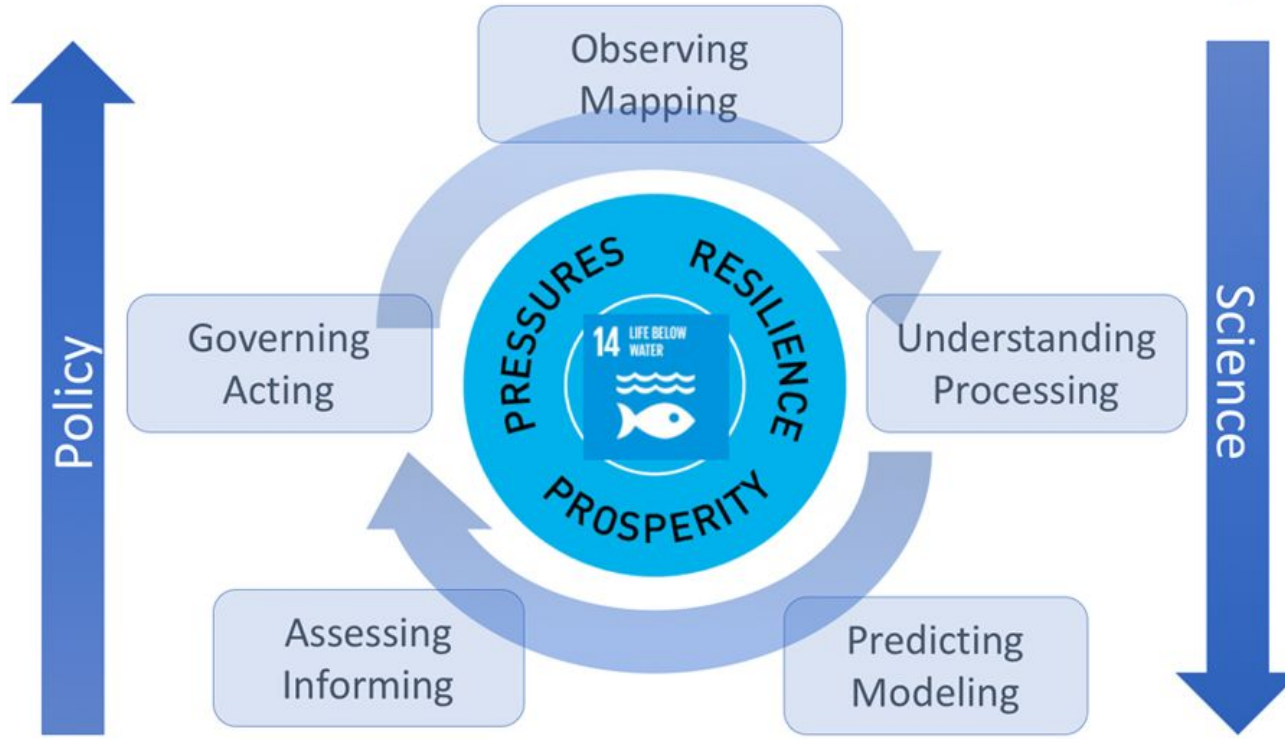 Observing
Mapping
Policy
Governing
Acting
PRESSURES
RESILIENCE
PROSPERITY
14 LIFE BELOW
WATER
Understanding
Processing
Science
Assessing
Informing
Predicting
Modeling